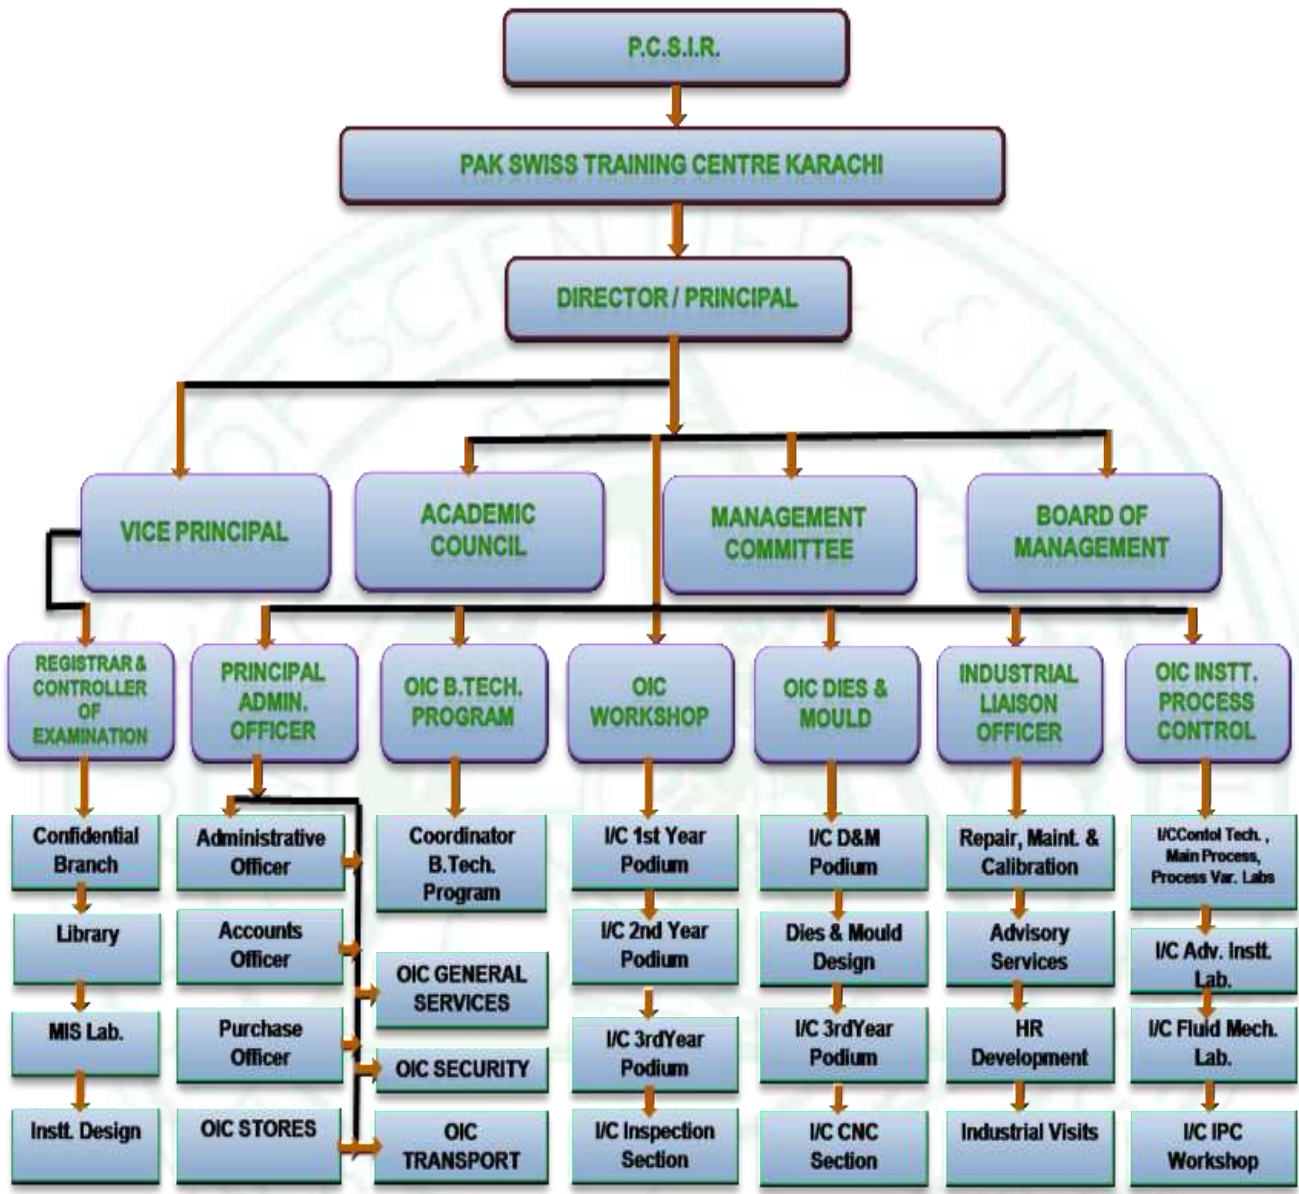 P.C.S.I.R.
PAK SWISS TRAINING CENTRE KARACHI
DIRECTOR / PRINCIPAL
VICE PRINCIPAL
ACADEMIC
COUNCIL
MANAGEMENT
COMMITTEE
BOARD OF
MANAGEMENT
REGISTRAR &
CONTROLLER
OF
EXAMINATION
PRINCIPAL
ADMIN.
OFFICER
OIC B.TECH.
PROGRAM
OIC
WORKSHOP
OIC DIES &
MOULD
INDUSTRIAL
LIAISON
OFFICER
OIC INSTT.
PROCESS
CONTROL
Confidential
Branch
Library
MIS Lab.
Instt. Design
Administrative
Officer
Accounts
Officer
Purchase
Officer
OIC STORES
Coordinator
B.Tech.
Program
OIC GENERAL
SERVICES
OIC SECURITY
OIC
TRANSPORT
I/C 1st Year
Podium
I/C 2nd Year
Podium
I/C 3rdYear
Podium
I/C Inspection
Section
I/C D&M
Podium
Dies & Mould
Design
I/C 3rdYear
Podium
I/C CNC
Section
Repair, Maint. &
Calibration
Advisory
Services
HR
Development
Industrial Visits
I/CContol Tech. ,
Main Process,
Process Var. Labs
I/C Adv. Instt.
Lab.
I/C Fluid Mech.
Lab.
I/C IPC
Workshop
OF SCIENTIFIC & IND